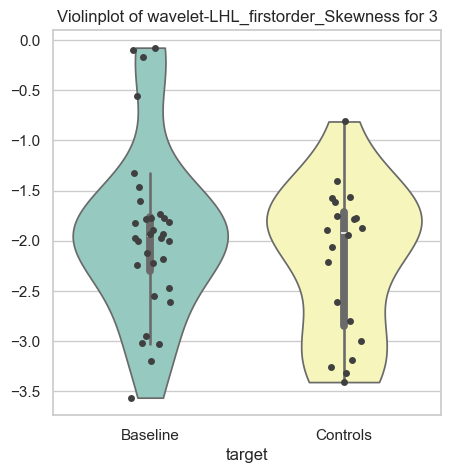 Violinplot of wavelet-LHL_firstorder_Skewness for 3
0.0
−0.5
−1.0
−1.5
−2.0
−2.5
−3.0
−3.5
Baseline
Controls
target